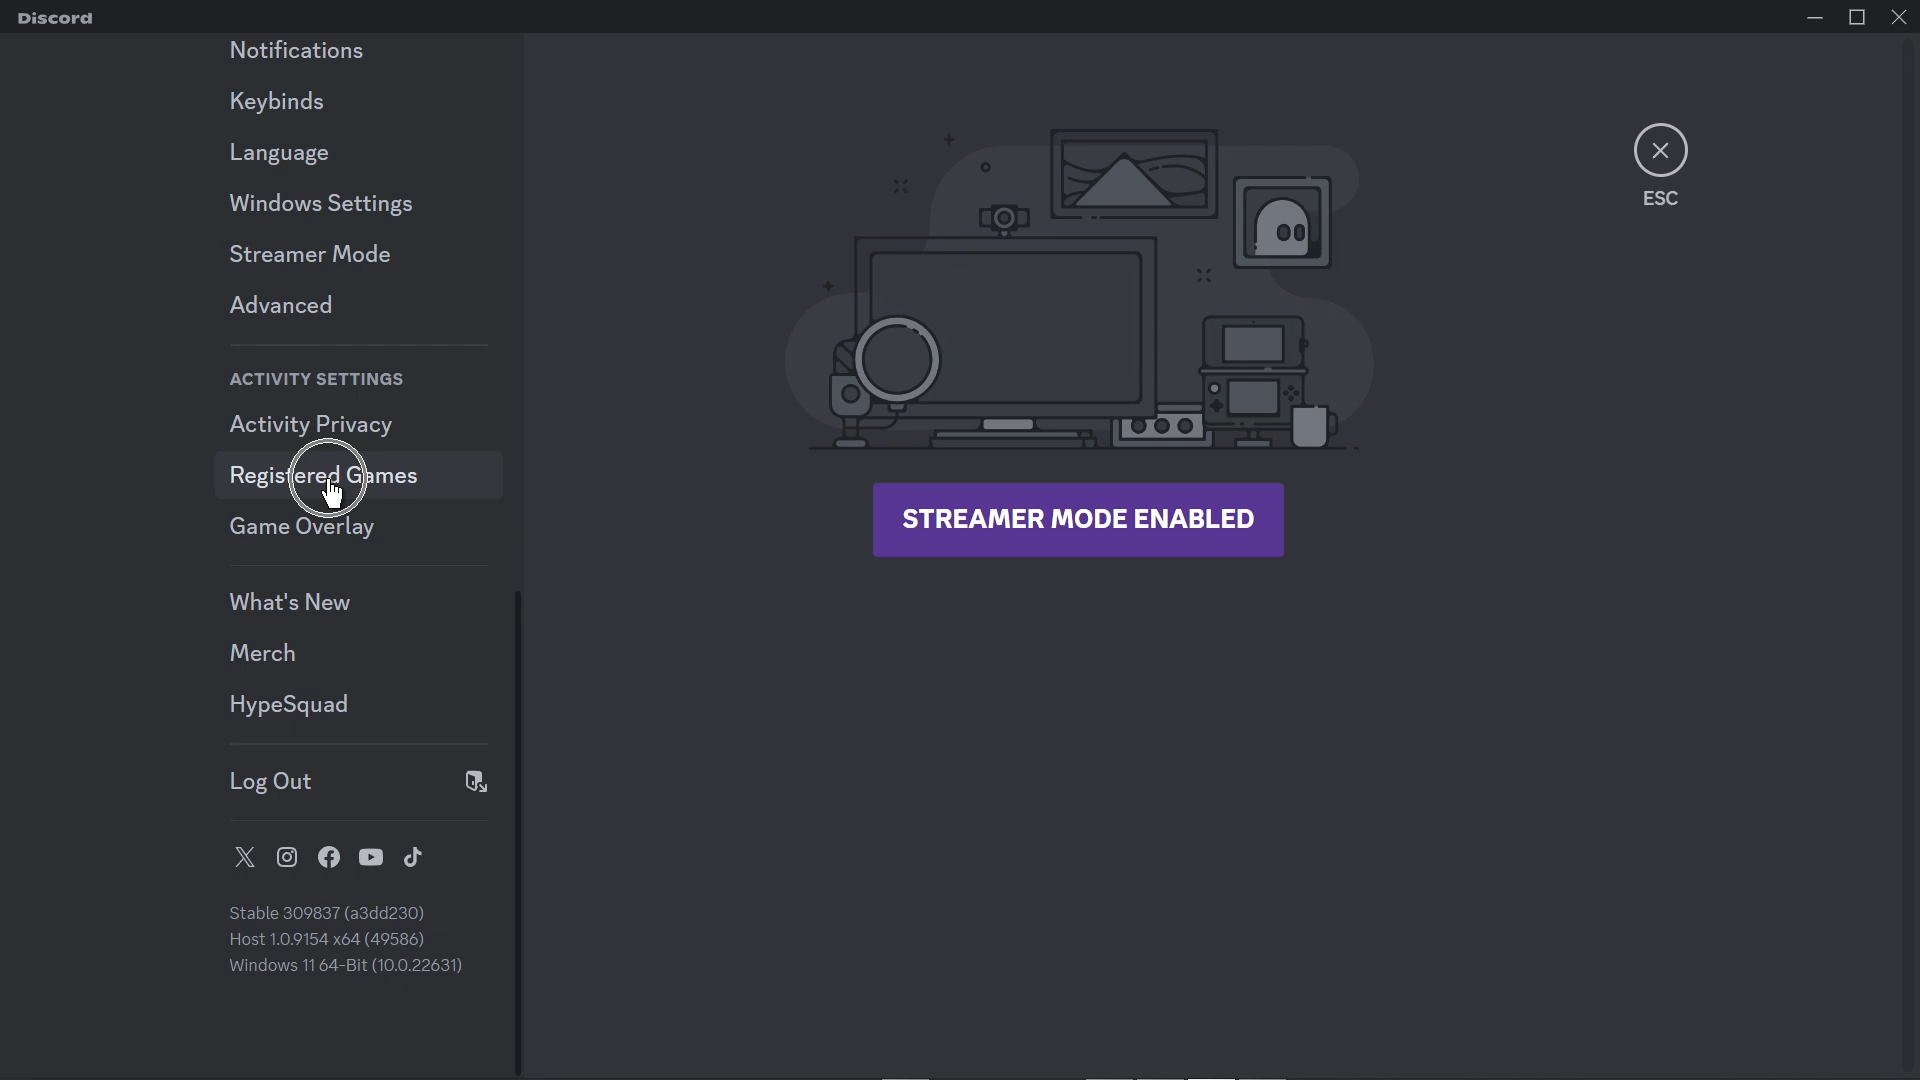 Discord
Notifications
Keybinds
Language
Windows Settings
Streamer Mode
Advanced
ACTIVITY SETTINGS
Activity Privacy
Registered Games
Game Overlay
What's New
Merch
HypeSquad
Log Out
Stable 309837 (a3dd230)
Host 1.0.9154 x64 (49586)
Windows 11 64-Bit (10.0.22631)
STREAMER MODE ENABLED
ESC